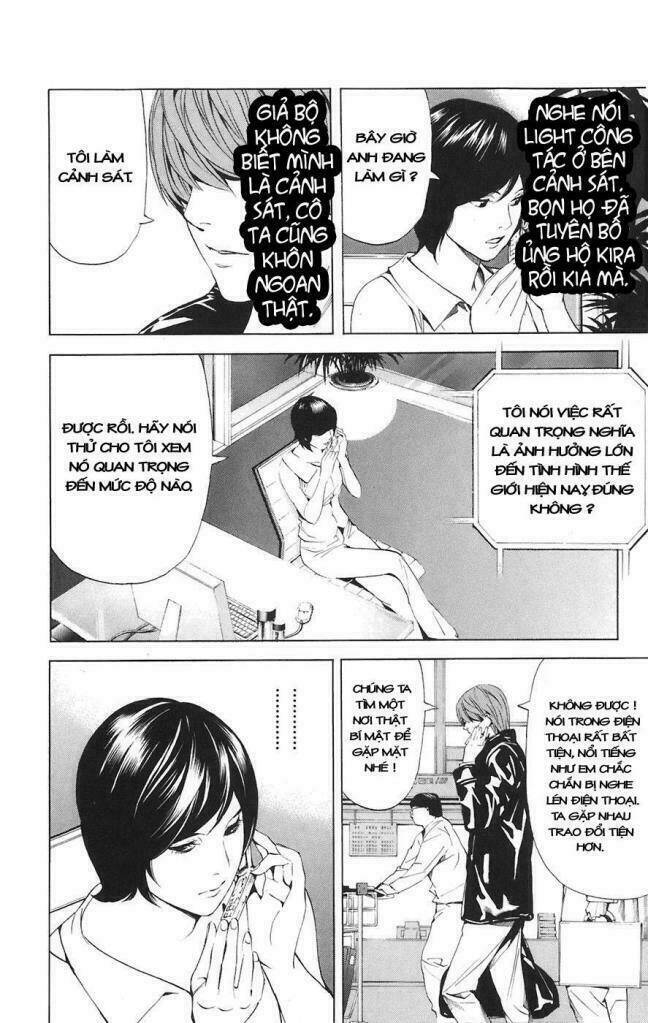 NGHE NÓI
LIGHT CÔNG
TÁC Ở BÊN
CẢNH SÁT.
BỌN HỌ ĐÃ
TUYÊN BỐ
ỦNG HỘ KIRA
RỒI KIA MÀ.
BÂY GIỜ
ANH ĐANG
LÀM GÌ ?
GIẢ BỘ
KHÔNG
BIẾT MÌNH
LÀ CẢNH
SÁT, CÔ
TA CŨNG
KHÔN
NGOAN
THẬT.
TÔI LÀM
CẢNH SÁT.
TÔI NÓI VIỆC RẤT
QUAN TRỌNG NGHĨA
LÀ ẢNH HƯỞNG LỚN
ĐẾN TÌNH HÌNH THẾ
GIỚI HIỆN NAY, ĐÚNG
KHÔNG ?
ĐƯỢC RỒI. HÃY NÓI
THỬ CHO TÔI XEM
NÓ QUAN TRỌNG
ĐẾN MỨC ĐỘ NÀO.
KHÔNG ĐƯỢC !
NÓI TRONG ĐIỆN
THOẠI RẤT BẤT
TIỆN, NỔI TIẾNG
NHƯ EM CHẮC
CHẮN BỊ NGHE
LÉN ĐIỆN THOẠI.
TA GẶP NHAU
TRAO ĐỔI TIỆN
HƠN.
CHÚNG TA
TÌM MỘT
NƠI THẬT
BÍ MẬT ĐỂ
GẶP MẶT
NHÉ !